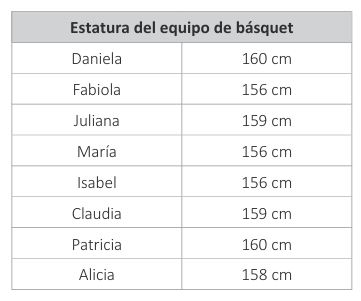 Estatura del equipo de básquet
Daniela 160 cm
Fabiola 156 cm
Juliana 159 cm
María 156 cm
Isabel 156 cm
Claudia 159 cm
Patricia 160 cm
Alicia 158 cm